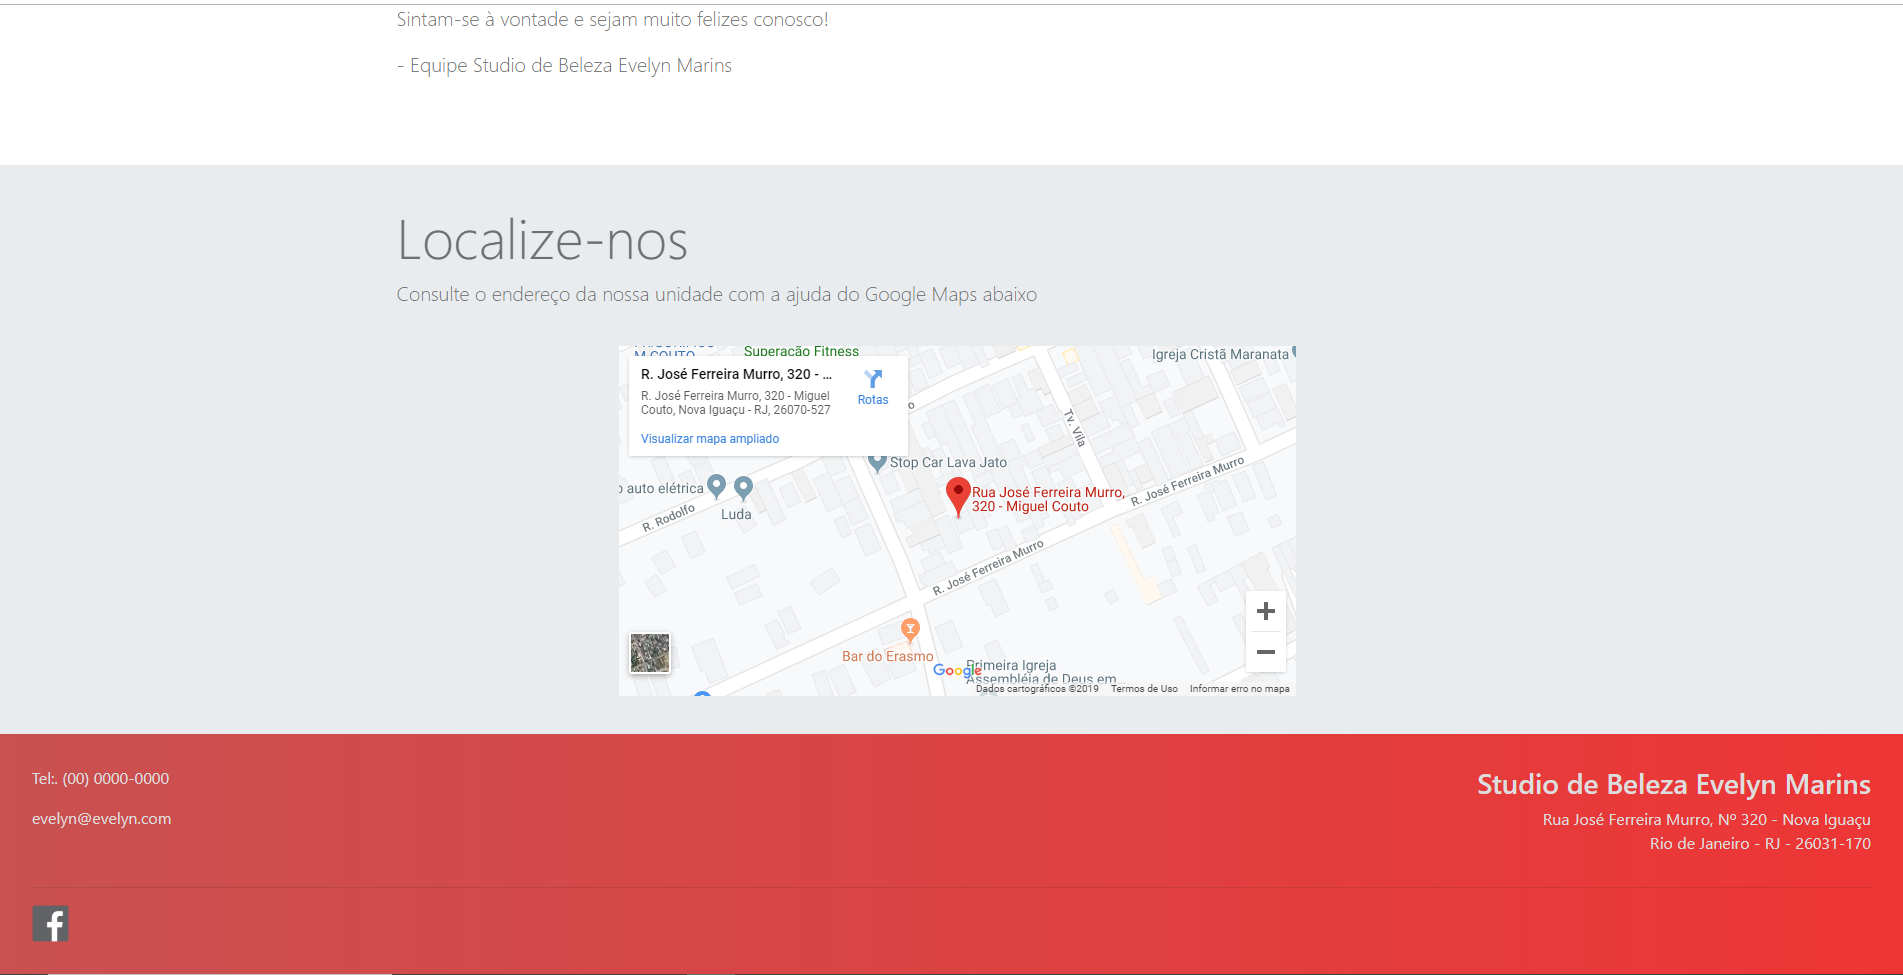 Sintam-se à vontade e sejam muito felizes conosco!
- Equipe Studio de Beleza Evelyn Marins
Localize-nos
Consulte o endereço da nossa unidade com a ajuda do Google Maps abaixo
M.COUTO
Superação Fitness
Igreja Cristã Maranata
R. José Ferreira Murro, 320 - ...
R. José Ferreira Murro, 320 - Miguel
Couto, Nova Iguaçu - RJ, 26070-527
Rotas
Visualizar mapa ampliado
Tv. Vila
Stop Car Lava Jato
R. José Ferreira Murro
auto elétrica
Luda
R. Rodolfo
Rua José Ferreira Murro,
320 - Miguel Couto
R. José Ferreira Murro
Bar do Erasmo
Google
Primeira Igreja
Assembléia de Deus em...
Dados cartográficos ©2019 Termos de Uso Informar erro no mapa
Tel:. (00) 0000-0000
evelyn@evelyn.com
Studio de Beleza Evelyn Marins
Rua José Ferreira Murro, Nº 320 - Nova Iguaçu
Rio de Janeiro - RJ - 26031-170